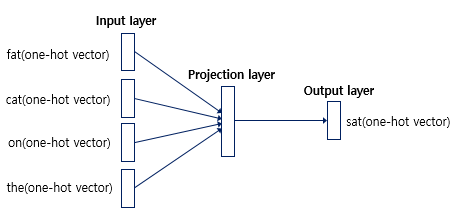 Input layer
fat(one-hot vector)
Projection layer
cat(one-hot vector)
Output layer
sat(one-hot vector)
on(one-hot vector)
the(one-hot vector)